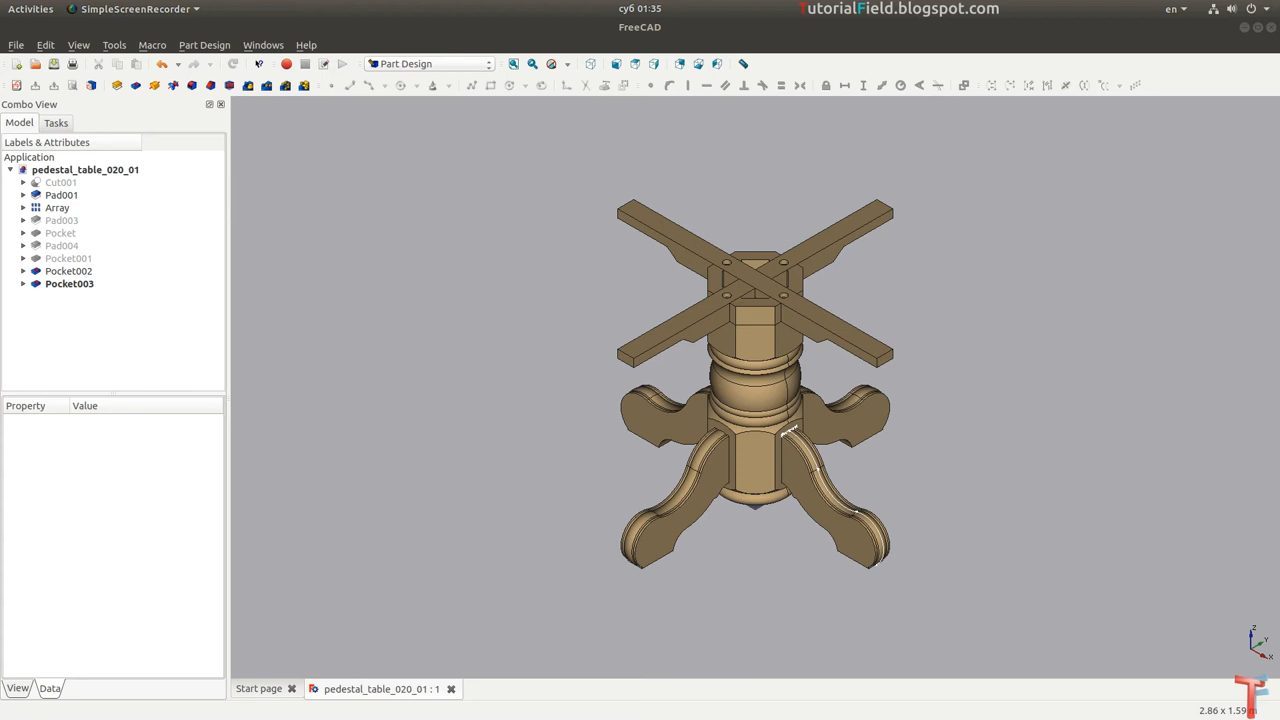 Activities SimpleScreenRecorder суб 01:35 TutorialField.blogspot.com en
FreeCAD
File Edit View Tools Macro Part Design Windows Help
Part Design
Combo View
Model Tasks
Labels & Attributes
Application
pedestal_table_020_01
Cut001
Pad001
Array
Pad003
Pocket
Pad004
Pocket001
Pocket002
Pocket003
Property Value
Z
Y
X
View Data Start page pedestal_table_020_01 : 1
TF
2.86 x 1.59 m